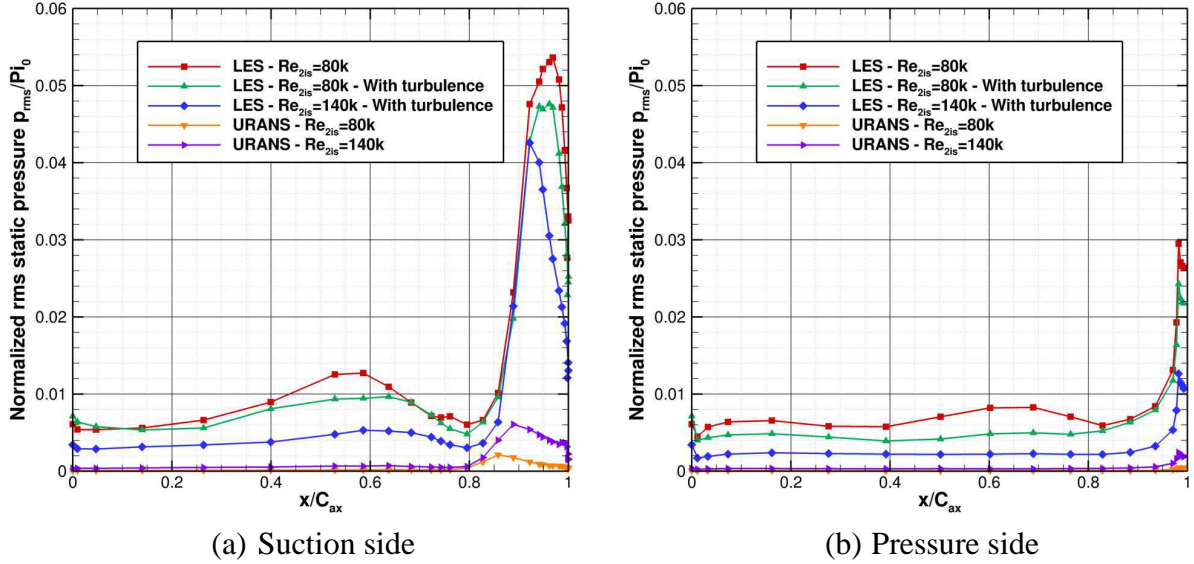 Normalized rms static pressure p_rms/Pi_0
0.06
0.05
0.04
0.03
0.02
0.01
0
LES - Re_2is=80k
LES - Re_2is=80k - With turbulence
LES - Re_2is=140k - With turbulence
URANS - Re_2is=80k
URANS - Re_2is=140k
0 0.2 0.4 0.6 0.8 1
x/C_ax
(a) Suction side
Normalized rms static pressure p_rms/Pi_0
0.06
0.05
0.04
0.03
0.02
0.01
0
LES - Re_2is=80k
LES - Re_2is=80k - With turbulence
LES - Re_2is=140k - With turbulence
URANS - Re_2is=80k
URANS - Re_2is=140k
0 0.2 0.4 0.6 0.8 1
x/C_ax
(b) Pressure side